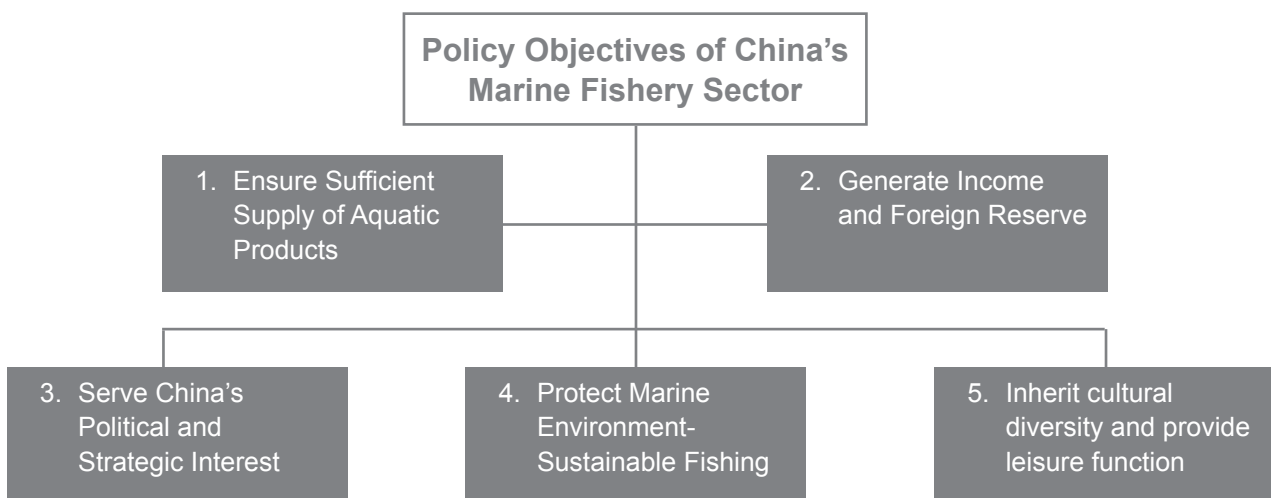 Policy Objectives of China’s
Marine Fishery Sector
1. Ensure Sufficient
Supply of Aquatic
Products
2. Generate Income
and Foreign Reserve
3. Serve China’s
Political and
Strategic Interest
4. Protect Marine
Environment-
Sustainable Fishing
5. Inherit cultural
diversity and provide
leisure function